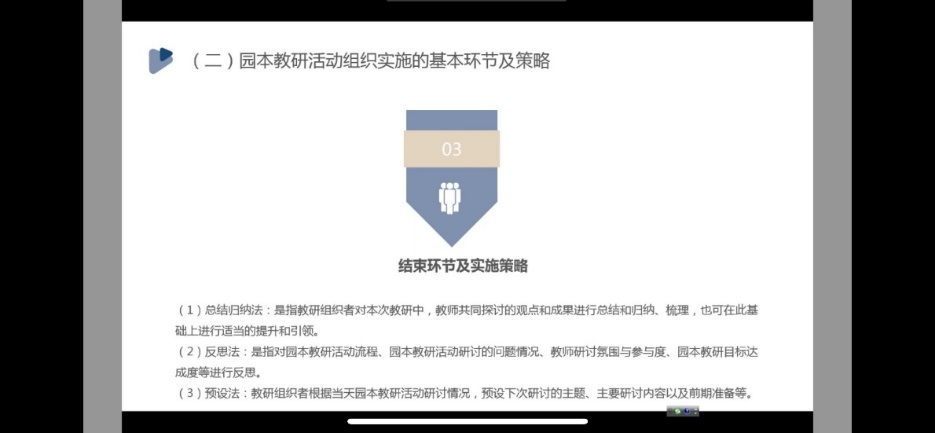 （二）园本教研活动组织实施的基本环节及策略
03
结束环节及实施策略
（1）总结归纳法：是指教研组织者对本次教研中，教师共同探讨的观点和成果进行总结和归纳、梳理，也可在此基
础上进行适当的提升和引领。
（2）反思法：是指对园本教研活动流程、园本教研活动研讨的问题情况、教师研讨氛围与参与度、园本教研目标达
成度等进行反思。
（3）预设法：教研组织者根据当天园本教研活动研讨情况，预设下次研讨的主题、主要研讨内容以及前期准备等。